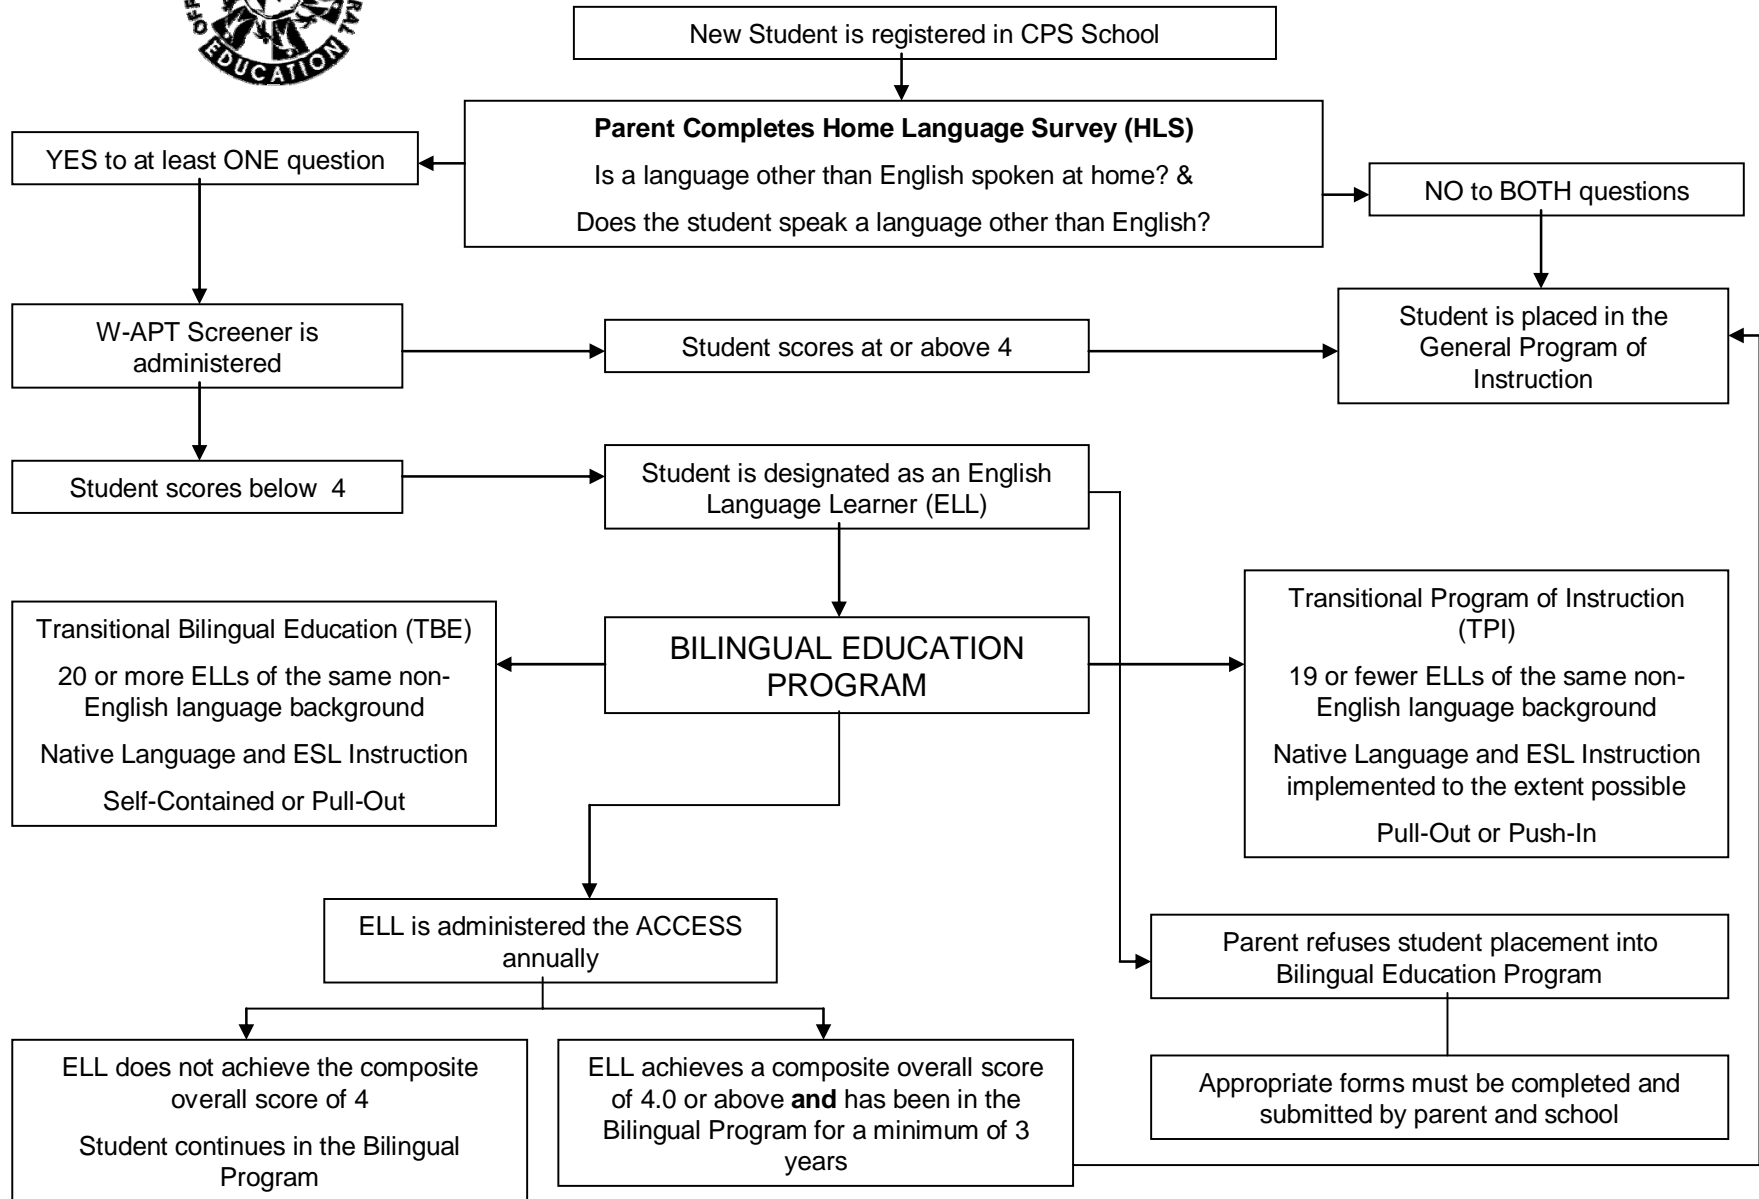 EDUCATION
New Student is registered in CPS School
Parent Completes Home Language Survey (HLS)
Is a language other than English spoken at home? &
Does the student speak a language other than English?
YES to at least ONE question
NO to BOTH questions
W-APT Screener is
administered
Student scores at or above 4
Student is placed in the
General Program of
Instruction
Student scores below 4
Student is designated as an English
Language Learner (ELL)
Transitional Bilingual Education (TBE)
20 or more ELLs of the same non-
English language background
Native Language and ESL Instruction
Self-Contained or Pull-Out
BILINGUAL EDUCATION
PROGRAM
Transitional Program of Instruction
(TPI)
19 or fewer ELLs of the same non-
English language background
Native Language and ESL Instruction
implemented to the extent possible
Pull-Out or Push-In
ELL is administered the ACCESS
annually
Parent refuses student placement into
Bilingual Education Program
ELL does not achieve the composite
overall score of 4
Student continues in the Bilingual
Program
ELL achieves a composite overall score
of 4.0 or above and has been in the
Bilingual Program for a minimum of 3
years
Appropriate forms must be completed and
submitted by parent and school